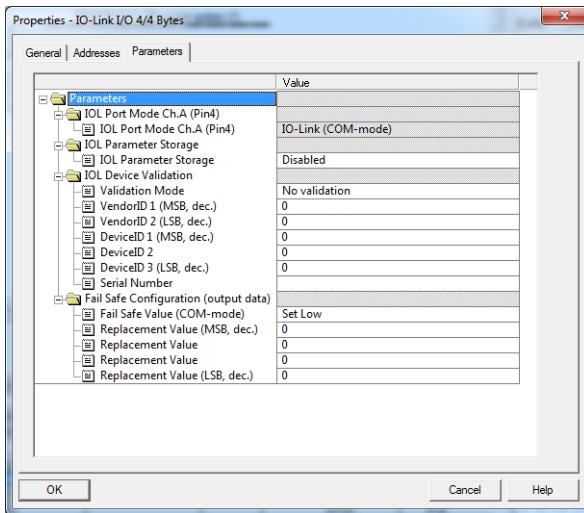 Properties - IO-Link I/O 4/4 Bytes
General Addresses Parameters
Value
Parameters
IOL Port Mode Ch.A (Pin4)
IOL Port Mode Ch.A (Pin4) IO-Link (COM-mode)
IOL Parameter Storage
IOL Parameter Storage Disabled
IOL Device Validation
Validation Mode No validation
VendorID 1 (MSB, dec.) 0
VendorID 2 (LSB, dec.) 0
DeviceID 1 (MSB, dec.) 0
DeviceID 2 0
DeviceID 3 (LSB, dec.) 0
Serial Number
Fail Safe Configuration (output data)
Fail Safe Value (COM-mode) Set Low
Replacement Value (MSB, dec.) 0
Replacement Value 0
Replacement Value 0
Replacement Value (LSB, dec.) 0
OK Cancel Help